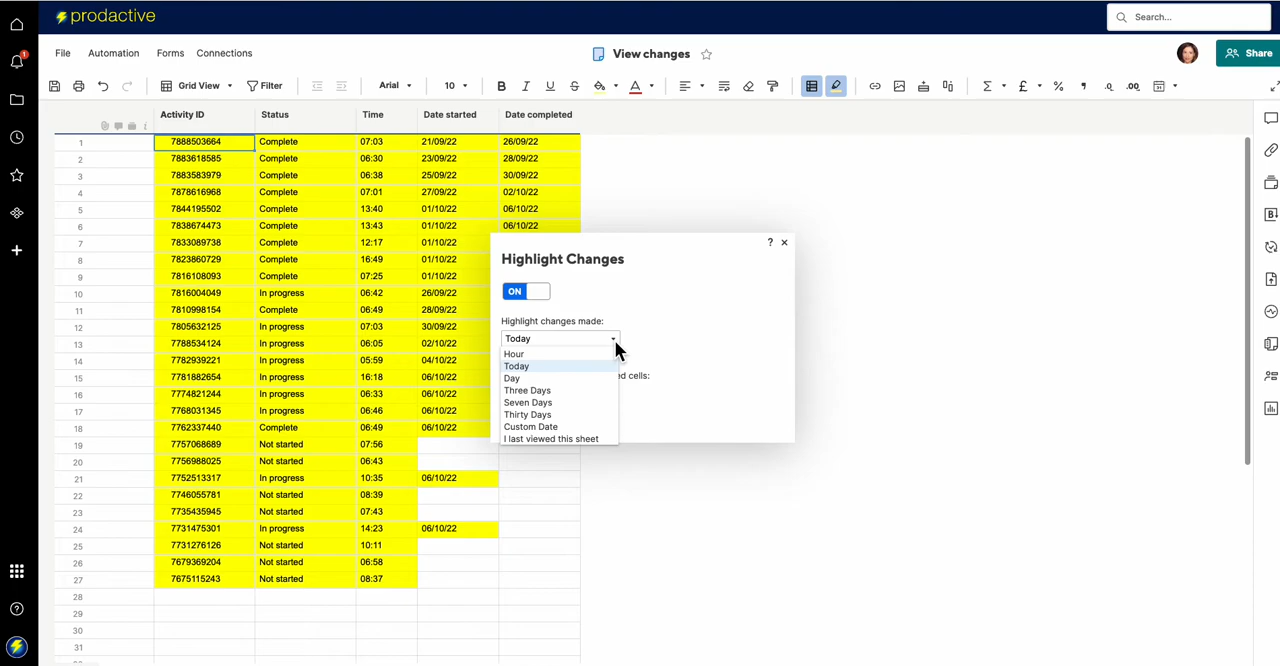 prodactive
Search...
File Automation Forms Connections
View changes
Share
1
Grid View Filter Arial 10 B I U S A Σ £ % .0 .00
Activity ID Status Time Date started Date completed
1 7888503664 Complete 07:03 21/09/22 26/09/22
2 7883618585 Complete 06:30 23/09/22 28/09/22
3 7883583979 Complete 06:38 25/09/22 30/09/22
4 7878616968 Complete 07:01 27/09/22 02/10/22
5 7844195502 Complete 13:40 01/10/22 06/10/22
6 7838674473 Complete 13:43 01/10/22 06/10/22
7 7833089738 Complete 12:17 01/10/22
8 7823860729 Complete 16:49 01/10/22
9 7816108093 Complete 07:25 01/10/22
10 7816004049 In progress 06:42 26/09/22
11 7810998154 Complete 06:49 28/09/22
12 7805632125 In progress 07:03 30/09/22
13 7788534124 In progress 06:05 02/10/22
14 7782939221 In progress 05:59 04/10/22
15 7781882654 In progress 16:18 06/10/22
16 7774821244 In progress 06:33 06/10/22
17 7768031345 In progress 06:46 06/10/22
18 7762337440 Complete 06:49 06/10/22
19 7757068689 Not started 07:56
20 7756988025 Not started 06:43
21 7752513317 In progress 10:35 06/10/22
22 7746055781 Not started 08:39
23 7735435945 Not started 07:43
24 7731475301 In progress 14:23 06/10/22
25 7731276126 Not started 10:11
26 7679369204 Not started 06:58
27 7675115243 Not started 08:37
28
29
30
31
? ×
Highlight Changes
ON
Highlight changes made:
Today
Hour
Today
ed cells:
Day
Three Days
Seven Days
Thirty Days
Custom Date
I last viewed this sheet